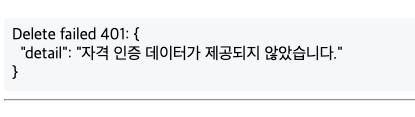 Delete failed 401: {
"detail": "자격 인증 데이터가 제공되지 않았습니다."
}